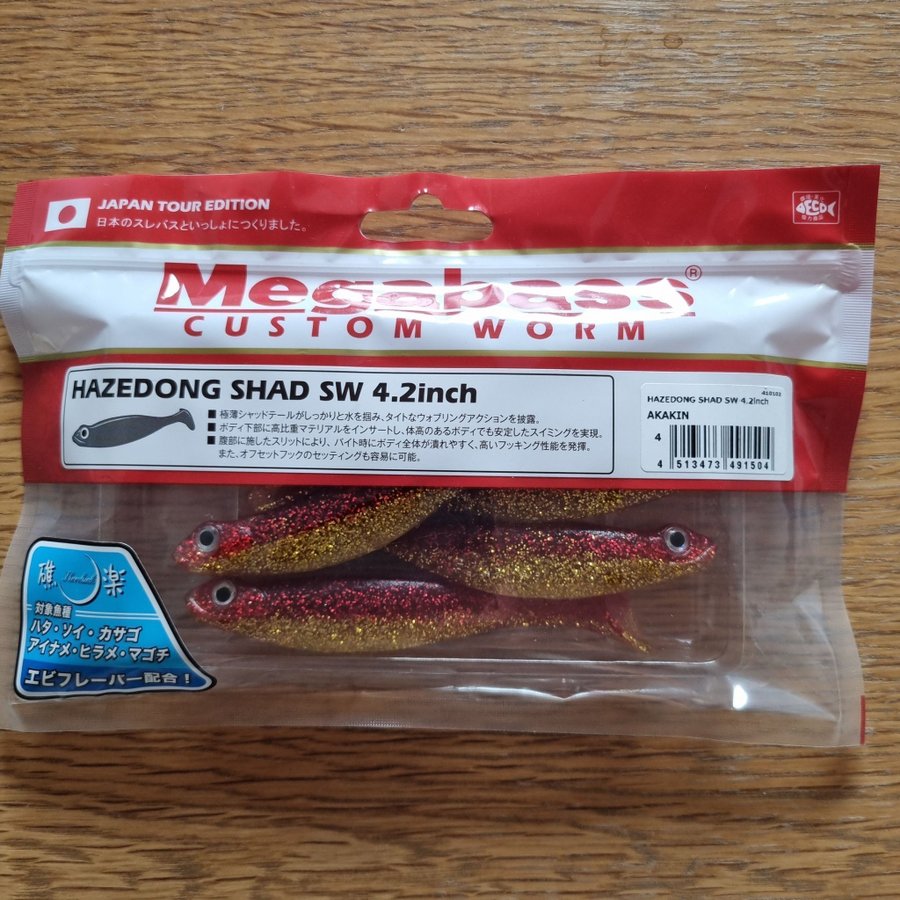 JAPAN TOUR EDITION
日本のスレバスといっしょにつくりました。
ECO
Megabass®
CUSTOM WORM
HAZEDONG SHAD SW 4.2inch
■ 極薄シャッドテールがしっかりと水を掴み、タイトなウォブリングアクションを披露。
■ ボディ下部に高比重マテリアルをインサートし、体高のあるボディでも安定したスイミングを実現。
■ 腹部に施したスリットにより、バイト時にボディ全体が潰れやすく、高いフッキング性能を発揮。
また、オフセットフックのセッティングも容易に可能。
HAZEDONG SHAD SW 4.2inch
AKAKIN
4 513473 491504
礁楽
対象魚種
ハタ・ソイ・カサゴ
アイナメ・ヒラメ・マゴチ
エビフレーバー配合!